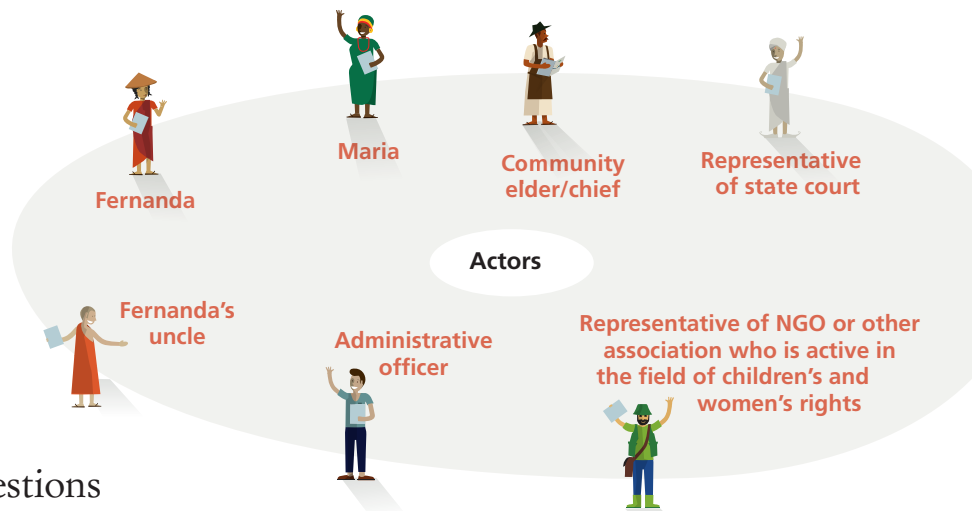 Fernanda
Maria
Community
elder/chief
Representative
of state court
Actors
Fernanda's
uncle
Administrative
officer
Representative of NGO or other
association who is active in
the field of children's and
women's rights
estions